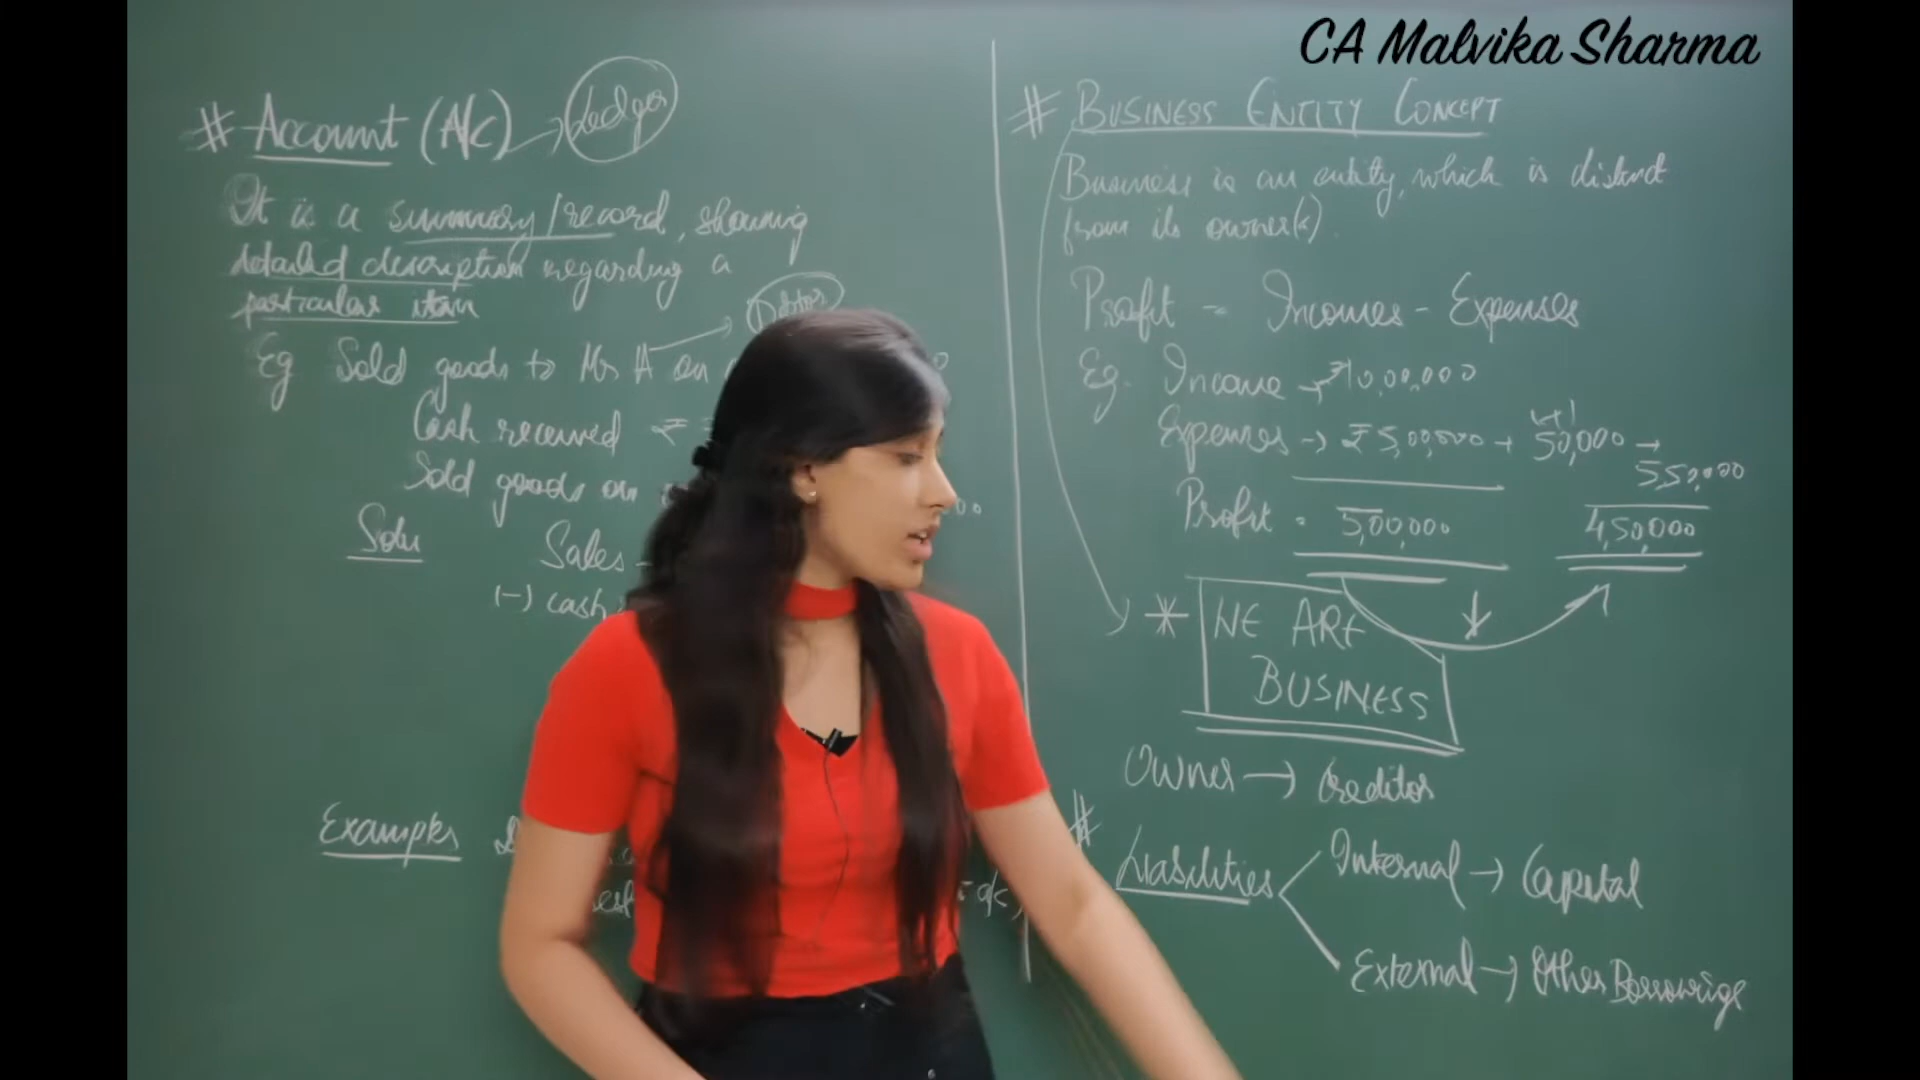 CA Malvika Sharma
# Account (A/c) → Ledger
It is a summary / record, showing
detailed description regarding a
particular item
Debtor
Eg Sold goods to Mr A on
Cash received ₹
Sold goods on
Solu
Sales -
(-) cash
Examples
# BUSINESS ENTITY CONCEPT
Business is an entity, which is distinct
from its owner(s).
Profit = Incomes - Expenses
Eg. Income → ₹10,00,000
Expenses → ₹5,00,000 + 50,000 →
5,50,000
Profit = 5,00,000 4,50,000
* WE ARE
BUSINESS
Owner → Creditor
#
Liabilities
Internal → Capital
External → Other Borrowings